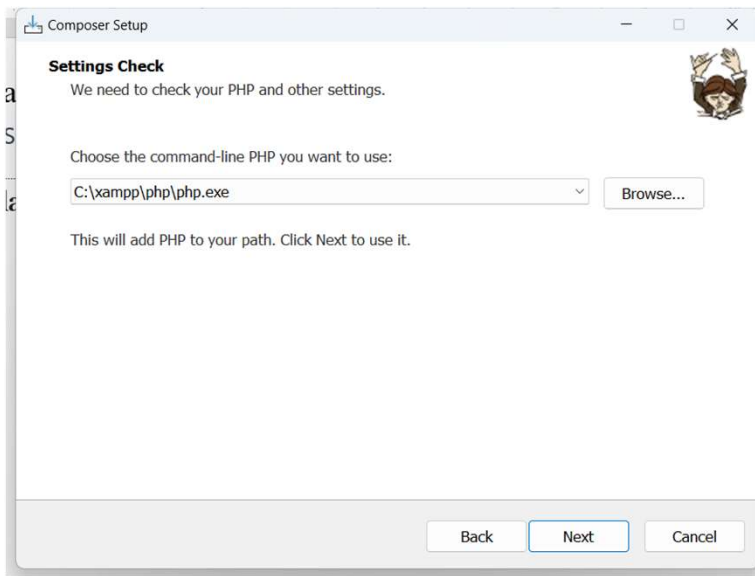 Composer Setup
Settings Check
We need to check your PHP and other settings.
Choose the command-line PHP you want to use:
C:\xampp\php\php.exe
Browse...
This will add PHP to your path. Click Next to use it.
Back Next Cancel